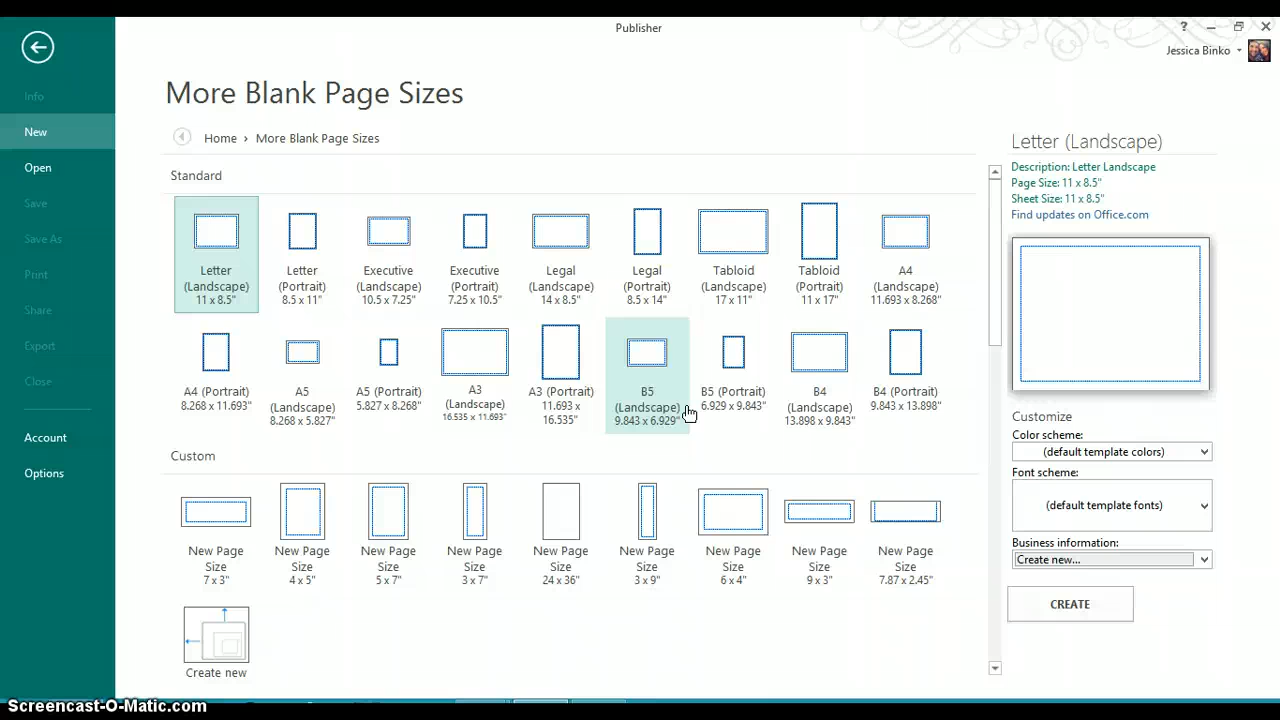 Publisher
?
Jessica Binko
Info
New
Open
Save
Save As
Print
Share
Export
Close
Account
Options
More Blank Page Sizes
Home › More Blank Page Sizes
Standard
Letter
(Landscape)
11 x 8.5"
Letter
(Portrait)
8.5 x 11"
Executive
(Landscape)
10.5 x 7.25"
Executive
(Portrait)
7.25 x 10.5"
Legal
(Landscape)
14 x 8.5"
Legal
(Portrait)
8.5 x 14"
Tabloid
(Landscape)
17 x 11"
Tabloid
(Portrait)
11 x 17"
A4
(Landscape)
11.693 x 8.268"
A4 (Portrait)
8.268 x 11.693"
A5
(Landscape)
8.268 x 5.827"
A5 (Portrait)
5.827 x 8.268"
A3
(Landscape)
16.535 x 11.693"
A3 (Portrait)
11.693 x
16.535"
B5
(Landscape)
9.843 x 6.929"
B5 (Portrait)
6.929 x 9.843"
B4
(Landscape)
13.898 x 9.843"
B4 (Portrait)
9.843 x 13.898"
Custom
New Page
Size
7 x 3"
New Page
Size
4 x 5"
New Page
Size
5 x 7"
New Page
Size
3 x 7"
New Page
Size
24 x 36"
New Page
Size
3 x 9"
New Page
Size
6 x 4"
New Page
Size
9 x 3"
New Page
Size
7.87 x 2.45"
Create new
Letter (Landscape)
Description: Letter Landscape
Page Size: 11 x 8.5"
Sheet Size: 11 x 8.5"
Find updates on Office.com
Customize
Color scheme:
(default template colors)
Font scheme:
(default template fonts)
Business information:
Create new...
CREATE
Screencast-O-Matic.com